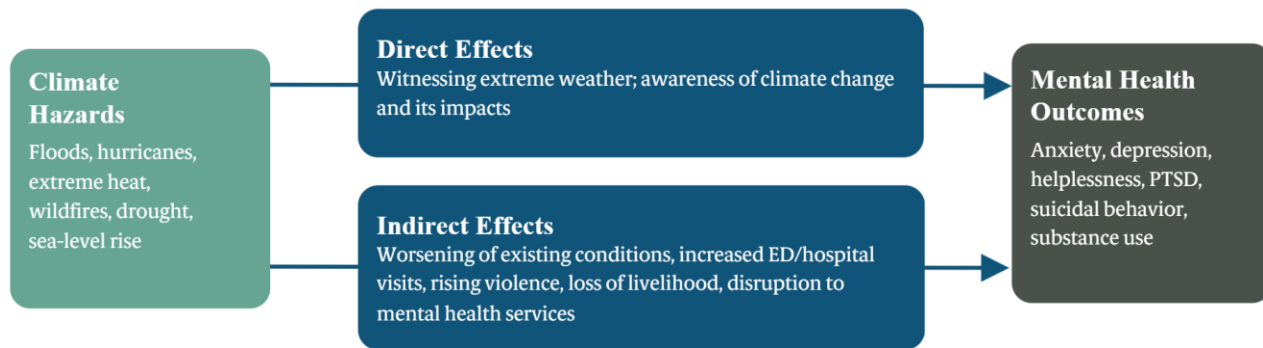 Climate
Hazards
Floods, hurricanes,
extreme heat,
wildfires, drought,
sea-level rise
Direct Effects
Witnessing extreme weather; awareness of climate change
and its impacts
Indirect Effects
Worsening of existing conditions, increased ED/hospital
visits, rising violence, loss of livelihood, disruption to
mental health services
Mental Health
Outcomes
Anxiety, depression,
helplessness, PTSD,
suicidal behavior,
substance use